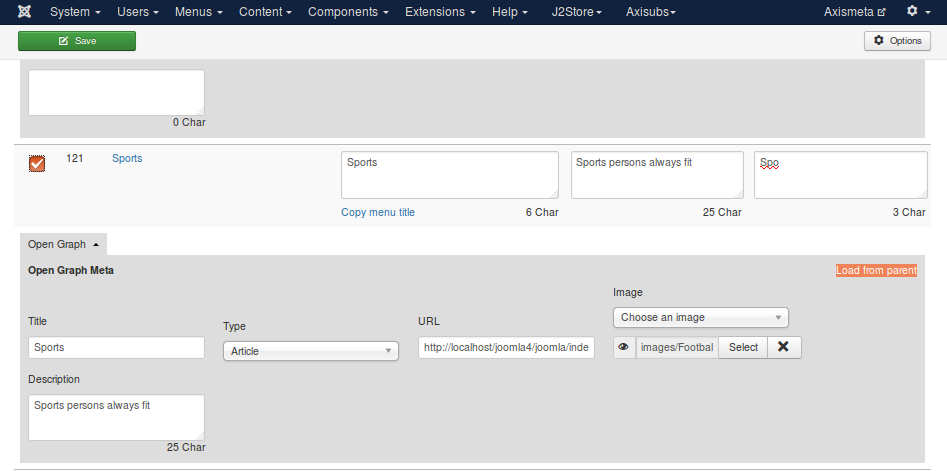 System Users Menus Content Components Extensions Help J2Store Axisubs Axismeta
Save Options
0 Char
121 Sports Sports Sports persons always fit Spo
Copy menu title 6 Char 25 Char 3 Char
Open Graph
Open Graph Meta Load from parent
Image
Title Type URL Choose an image
Sports Article http://localhost/joomla4/joomla/inde images/Footbal Select
Description
Sports persons always fit
25 Char